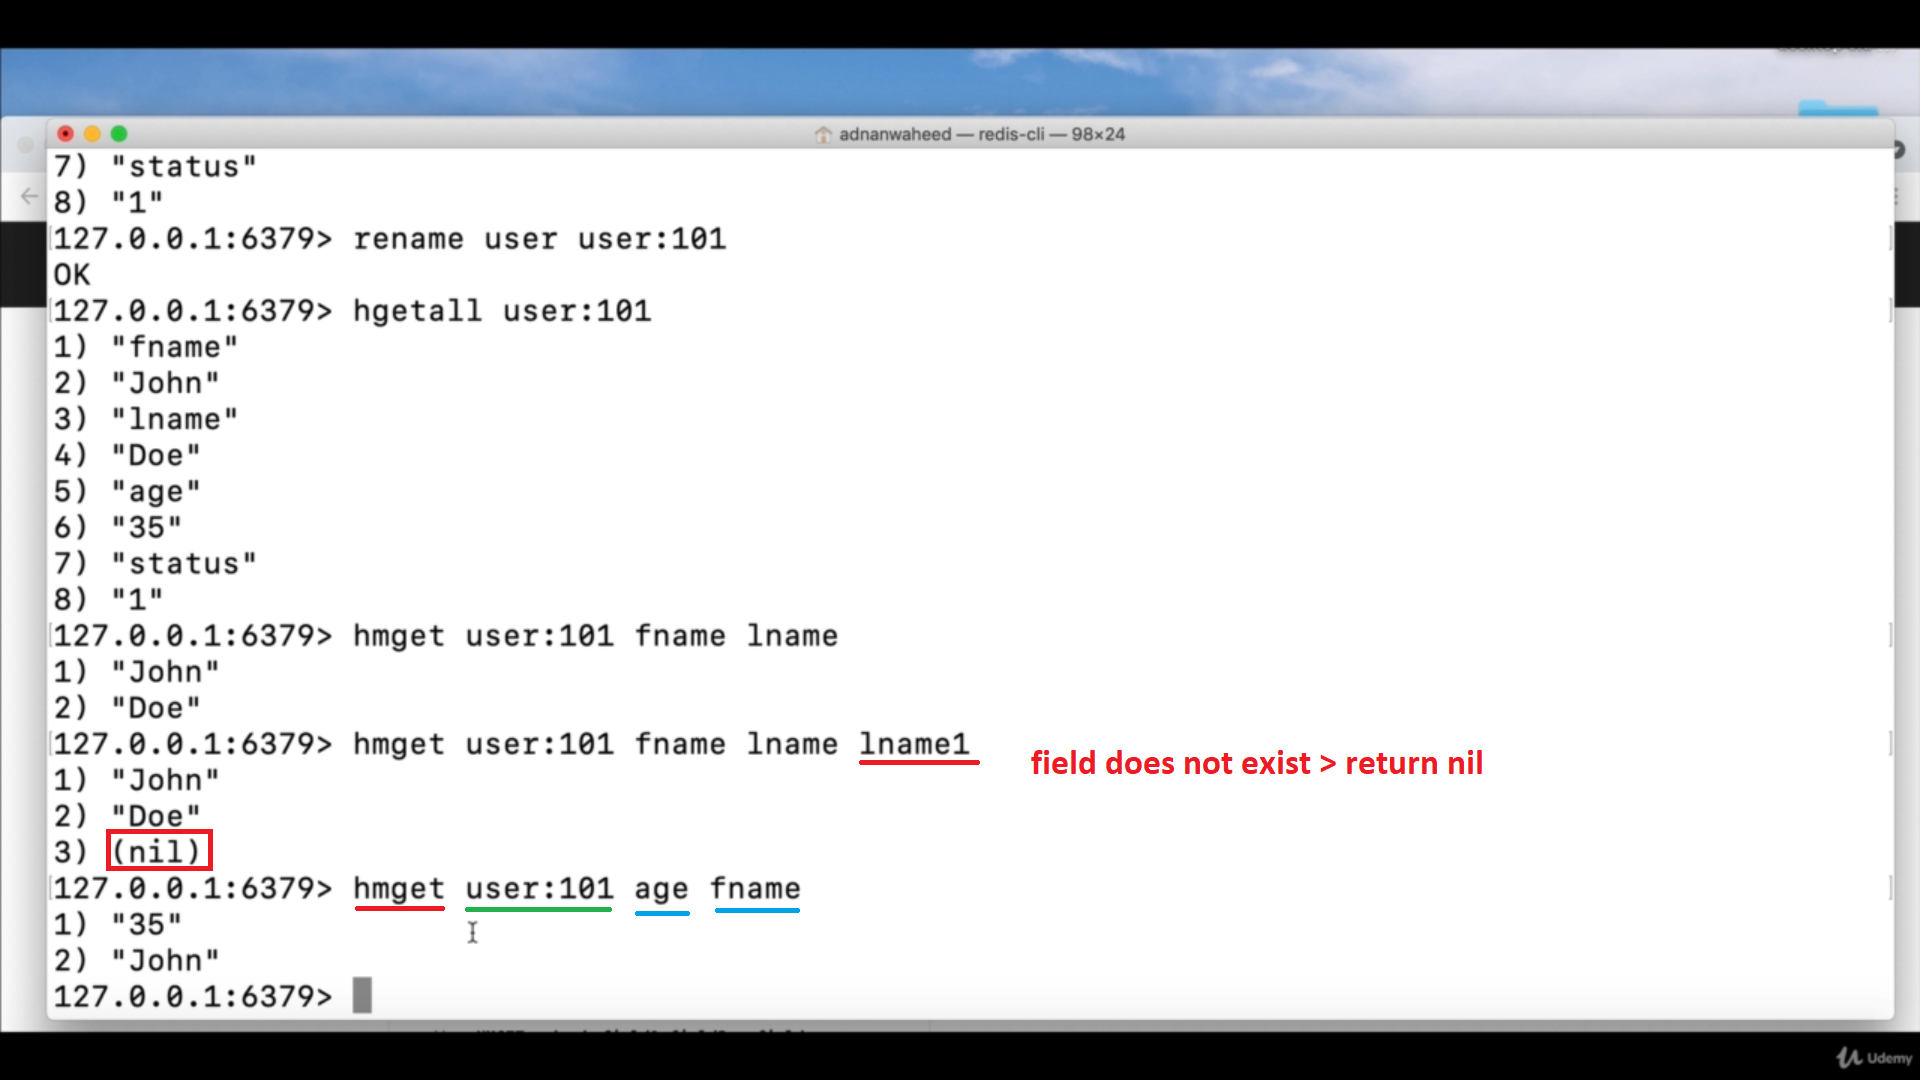 adnanwaheed — redis-cli — 98×24
7) "status"
8) "1"
127.0.0.1:6379> rename user user:101
OK
127.0.0.1:6379> hgetall user:101
1) "fname"
2) "John"
3) "lname"
4) "Doe"
5) "age"
6) "35"
7) "status"
8) "1"
127.0.0.1:6379> hmget user:101 fname lname
1) "John"
2) "Doe"
127.0.0.1:6379> hmget user:101 fname lname lname1
field does not exist > return nil
1) "John"
2) "Doe"
3) (nil)
127.0.0.1:6379> hmget user:101 age fname
1) "35"
2) "John"
127.0.0.1:6379>
Udemy